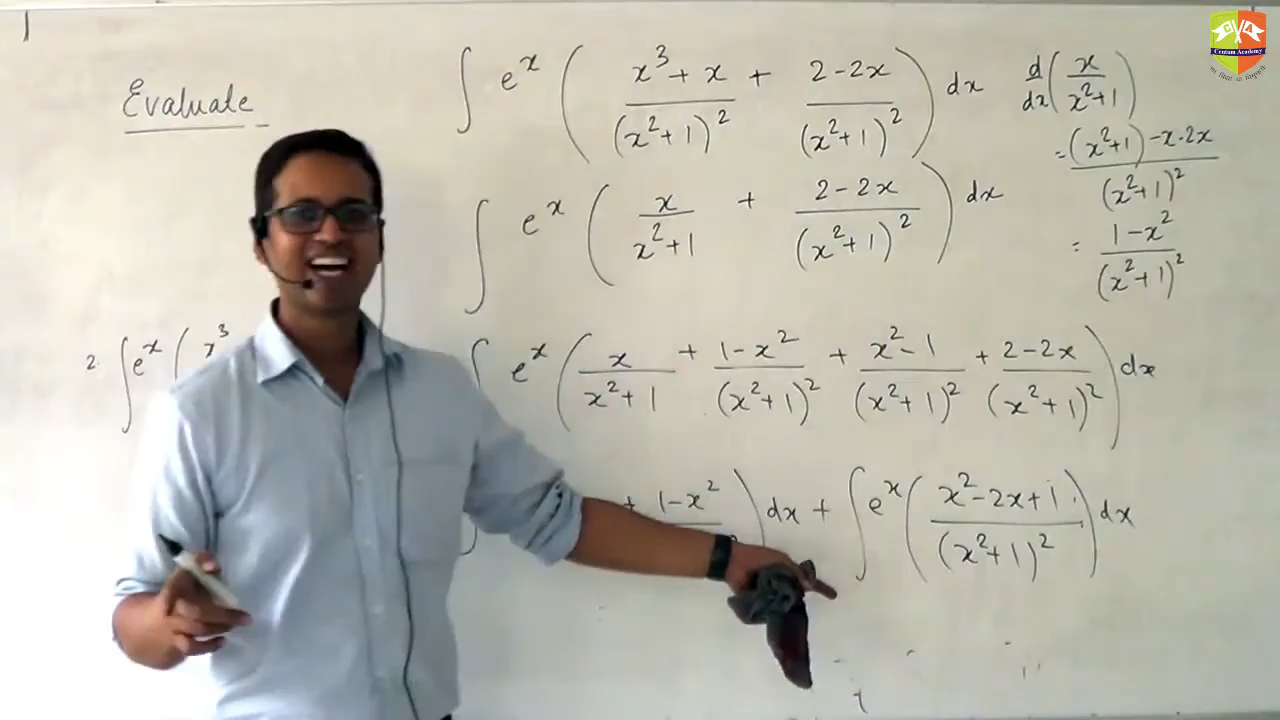 Evaluate
∫ e^x ( (x^3 + x)/(x^2+1)^2 + (2-2x)/(x^2+1)^2 ) dx
d/dx ( x/(x^2+1) )
= ((x^2+1) - x·2x)/(x^2+1)^2
= (1-x^2)/(x^2+1)^2
∫ e^x ( x/(x^2+1) + (2-2x)/(x^2+1)^2 ) dx
2. ∫ e^x ( x^3
∫ e^x ( x/(x^2+1) + (1-x^2)/(x^2+1)^2 + (x^2-1)/(x^2+1)^2 + (2-2x)/(x^2+1)^2 ) dx
+ 1-x^2 ) dx + ∫ e^x ( (x^2-2x+1)/(x^2+1)^2 ) dx
CA
Centum Academy